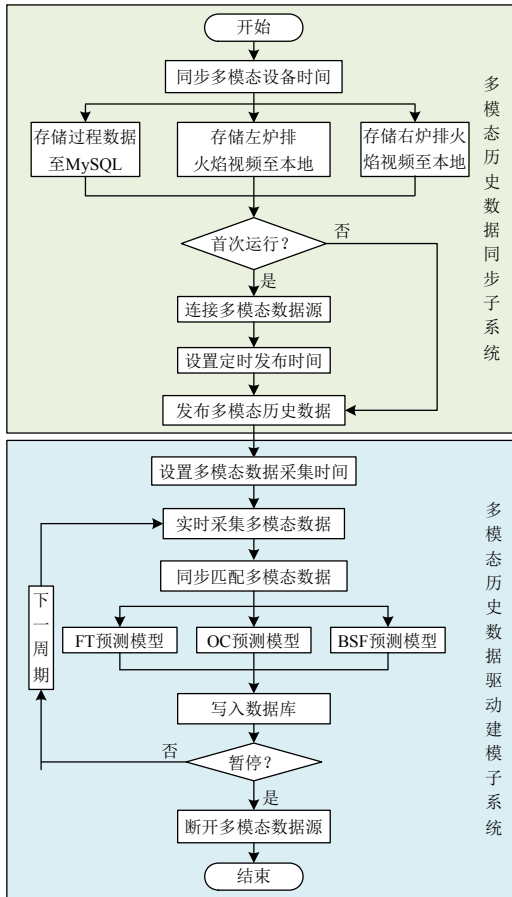 开始
同步多模态设备时间
存储过程数据
至MySQL
存储左炉排
火焰视频至本地
存储右炉排火
焰视频至本地
首次运行？
否
是
连接多模态数据源
设置定时发布时间
发布多模态历史数据
多模态历史数据同步子系统
设置多模态数据采集时间
实时采集多模态数据
同步匹配多模态数据
下一周期
FT预测模型
OC预测模型
BSF预测模型
写入数据库
否
暂停？
是
断开多模态数据源
结束
多模态历史数据驱动建模子系统